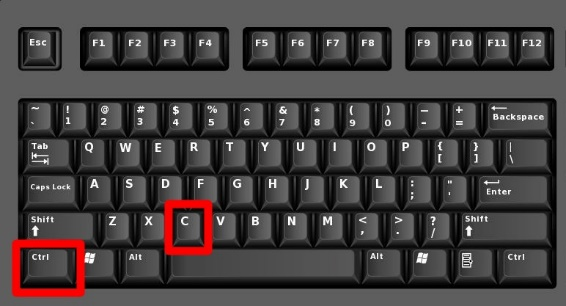 Esc F1 F2 F3 F4 F5 F6 F7 F8 F9 F10 F11 F12
~ ! @ # $ % ^ & * ( ) _ +
` 1 2 3 4 5 6 7 8 9 0 - = Backspace
Tab Q W E R T Y U I O P { } |
[ ] \
Caps Lock A S D F G H J K L : " Enter
; '
Shift Z X C V B N M < > ? Shift
, . /
Ctrl Alt Alt Ctrl